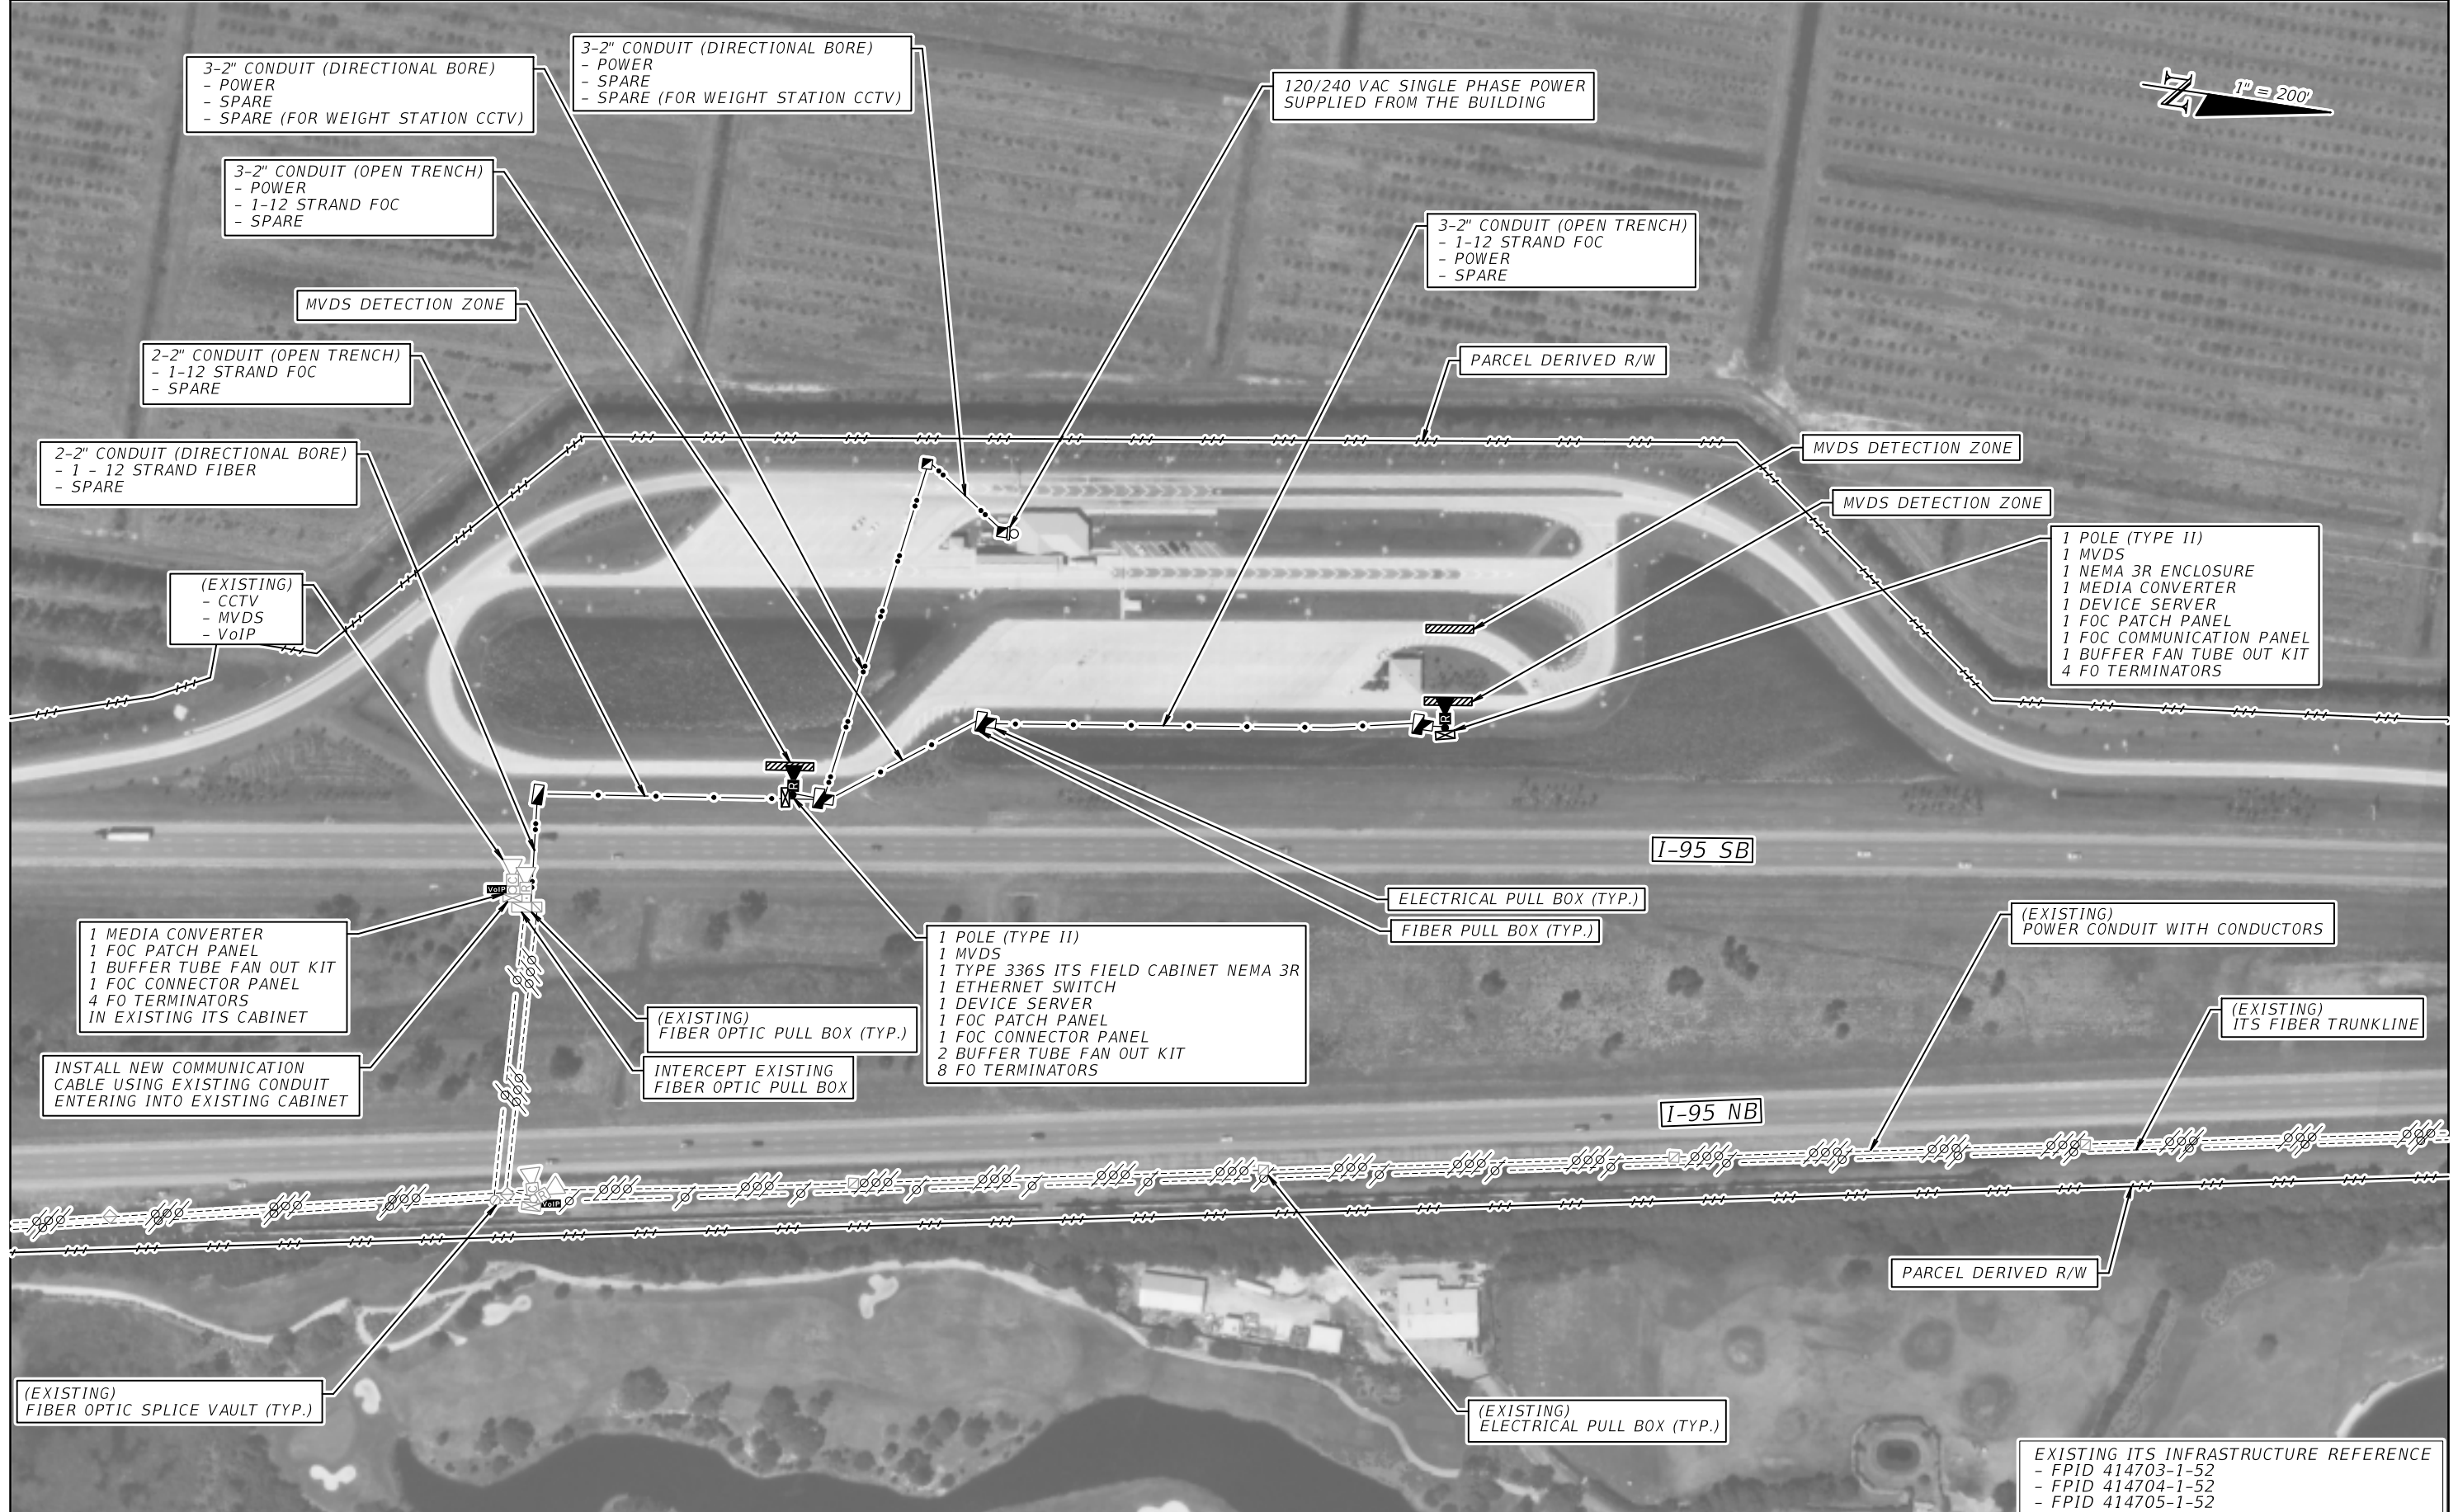 3-2" CONDUIT (DIRECTIONAL BORE)
- POWER
- SPARE
- SPARE (FOR WEIGHT STATION CCTV)
3-2" CONDUIT (DIRECTIONAL BORE)
- POWER
- SPARE
- SPARE (FOR WEIGHT STATION CCTV)
120/240 VAC SINGLE PHASE POWER
SUPPLIED FROM THE BUILDING
N
1" = 200'
3-2" CONDUIT (OPEN TRENCH)
- POWER
- 1-12 STRAND FOC
- SPARE
3-2" CONDUIT (OPEN TRENCH)
- 1-12 STRAND FOC
- POWER
- SPARE
MVDS DETECTION ZONE
2-2" CONDUIT (OPEN TRENCH)
- 1-12 STRAND FOC
- SPARE
PARCEL DERIVED R/W
2-2" CONDUIT (DIRECTIONAL BORE)
- 1 - 12 STRAND FIBER
- SPARE
MVDS DETECTION ZONE
MVDS DETECTION ZONE
1 POLE (TYPE II)
1 MVDS
1 NEMA 3R ENCLOSURE
1 MEDIA CONVERTER
1 DEVICE SERVER
1 FOC PATCH PANEL
1 FOC COMMUNICATION PANEL
1 BUFFER FAN TUBE OUT KIT
4 FO TERMINATORS
(EXISTING)
- CCTV
- MVDS
- VoIP
R
R
I-95 SB
VoIP
C
R
ELECTRICAL PULL BOX (TYP.)
FIBER PULL BOX (TYP.)
(EXISTING)
POWER CONDUIT WITH CONDUCTORS
1 MEDIA CONVERTER
1 FOC PATCH PANEL
1 BUFFER TUBE FAN OUT KIT
1 FOC CONNECTOR PANEL
4 FO TERMINATORS
IN EXISTING ITS CABINET
1 POLE (TYPE II)
1 MVDS
1 TYPE 336S ITS FIELD CABINET NEMA 3R
1 ETHERNET SWITCH
1 DEVICE SERVER
1 FOC PATCH PANEL
1 FOC CONNECTOR PANEL
2 BUFFER TUBE FAN OUT KIT
8 FO TERMINATORS
(EXISTING)
FIBER OPTIC PULL BOX (TYP.)
(EXISTING)
ITS FIBER TRUNKLINE
INSTALL NEW COMMUNICATION
CABLE USING EXISTING CONDUIT
ENTERING INTO EXISTING CABINET
INTERCEPT EXISTING
FIBER OPTIC PULL BOX
I-95 NB
VoIP
PARCEL DERIVED R/W
(EXISTING)
FIBER OPTIC SPLICE VAULT (TYP.)
(EXISTING)
ELECTRICAL PULL BOX (TYP.)
EXISTING ITS INFRASTRUCTURE REFERENCE
- FPID 414703-1-52
- FPID 414704-1-52
- FPID 414705-1-52